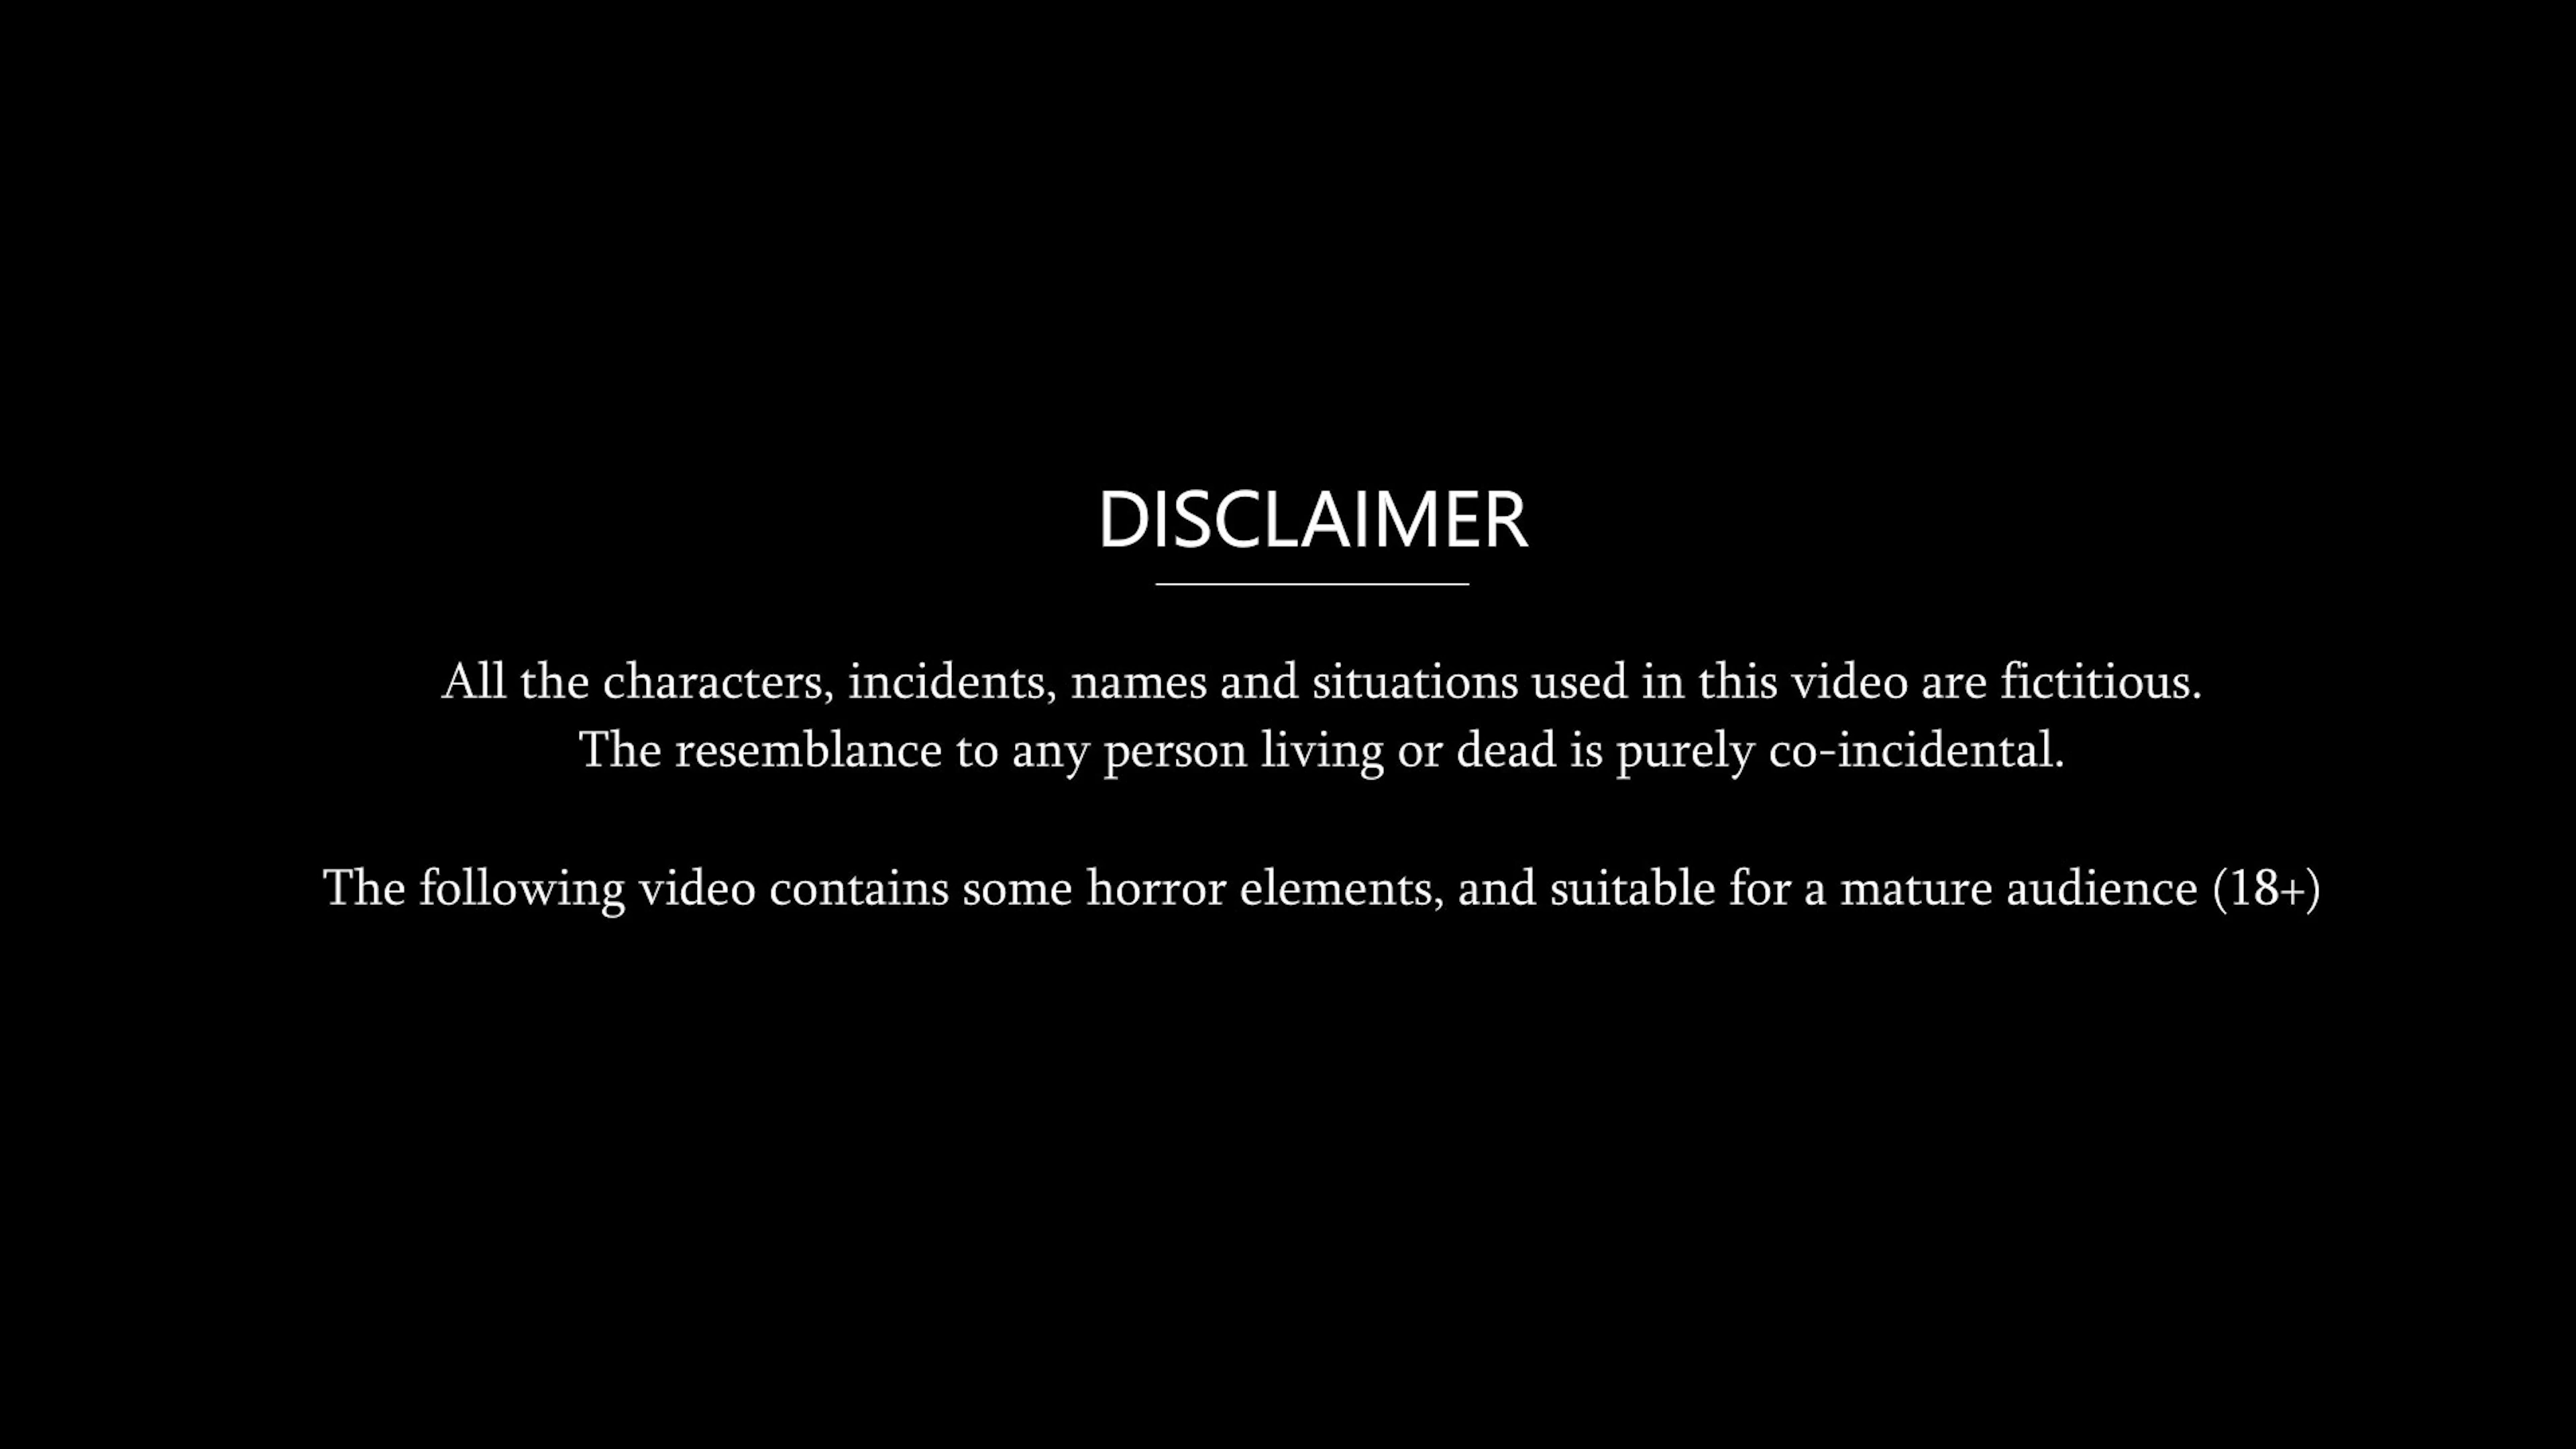 DISCLAIMER
All the characters, incidents, names and situations used in this video are fictitious.
The resemblance to any person living or dead is purely co-incidental.
The following video contains some horror elements, and suitable for a mature audience (18+)